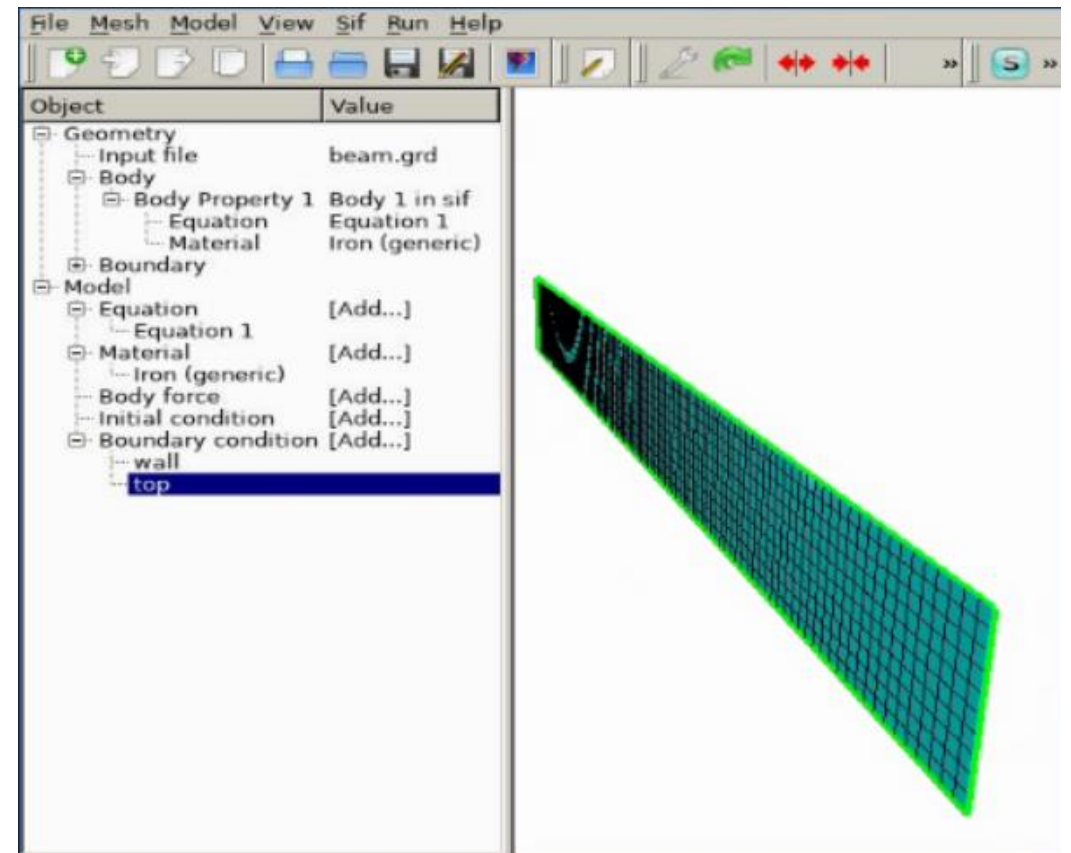 File Mesh Model View Sif Run Help
» S »
Object Value
Geometry
Input file beam.grd
Body
Body Property 1 Body 1 in sif
Equation Equation 1
Material Iron (generic)
Boundary
Model
Equation [Add...]
Equation 1
Material [Add...]
Iron (generic)
Body force [Add...]
Initial condition [Add...]
Boundary condition [Add...]
wall
top